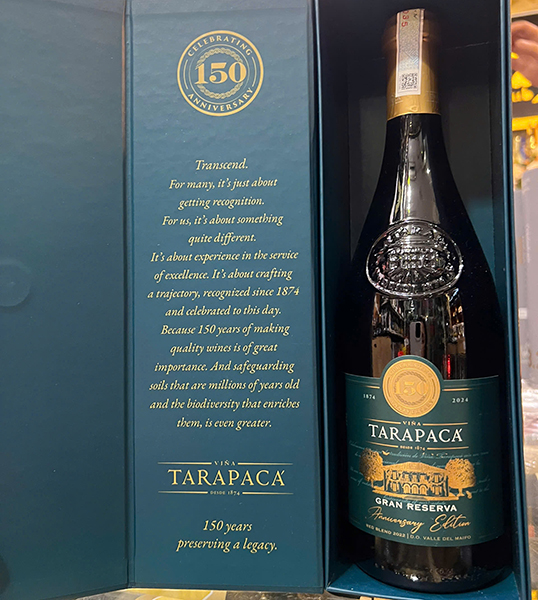 CELEBRATING
150
ANNIVERSARY
Transcend.
For many, it's just about
getting recognition.
For us, it's about something
quite different.
It's about experience in the service
of excellence. It's about crafting
a trajectory, recognized since 1874
and celebrated to this day.
Because 150 years of making
quality wines is of great
importance. And safeguarding
soils that are millions of years old
and the biodiversity that enriches
them, is even greater.
VIÑA
TARAPACÁ
DESDE 1874
150 years
preserving a legacy.
150
1874 2024
VIÑA
TARAPACÁ
DESDE 1874
GRAN RESERVA
Anniversary Edition
RED BLEND 2022 | D.O. VALLE DEL MAIPO